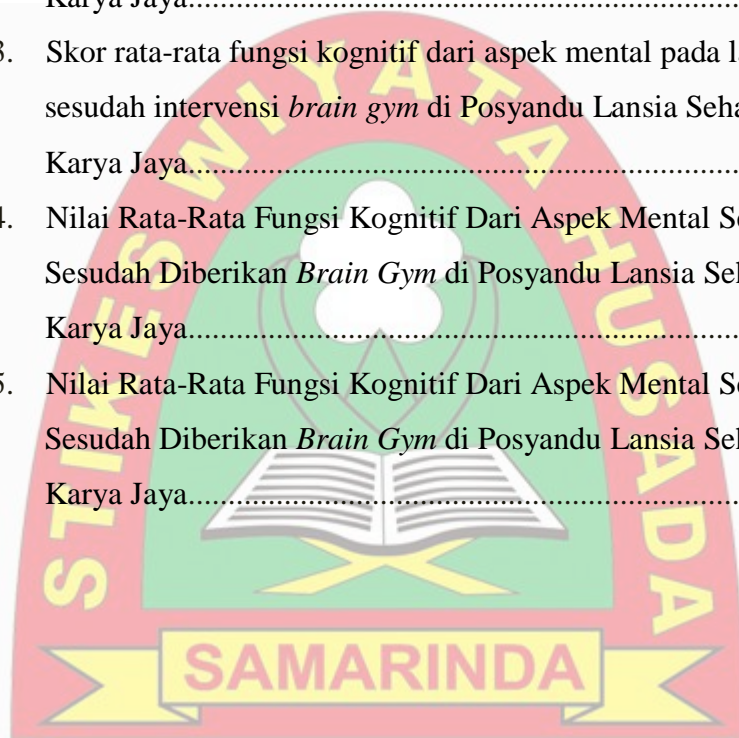 Karya Jaya
3. Skor rata-rata fungsi kognitif dari aspek mental pada
sesudah intervensi brain gym di Posyandu Lansia
Karya Jaya
4. Nilai Rata-Rata Fungsi Kognitif Dari Aspek Mental
Sesudah Diberikan Brain Gym di Posyandu Lansia
Karya Jaya
5. Nilai Rata-Rata Fungsi Kognitif Dari Aspek Mental
Sesudah Diberikan Brain Gym di Posyandu Lansia
Karya Jaya
STIKES WIYATA HUSADA
SAMARINDA